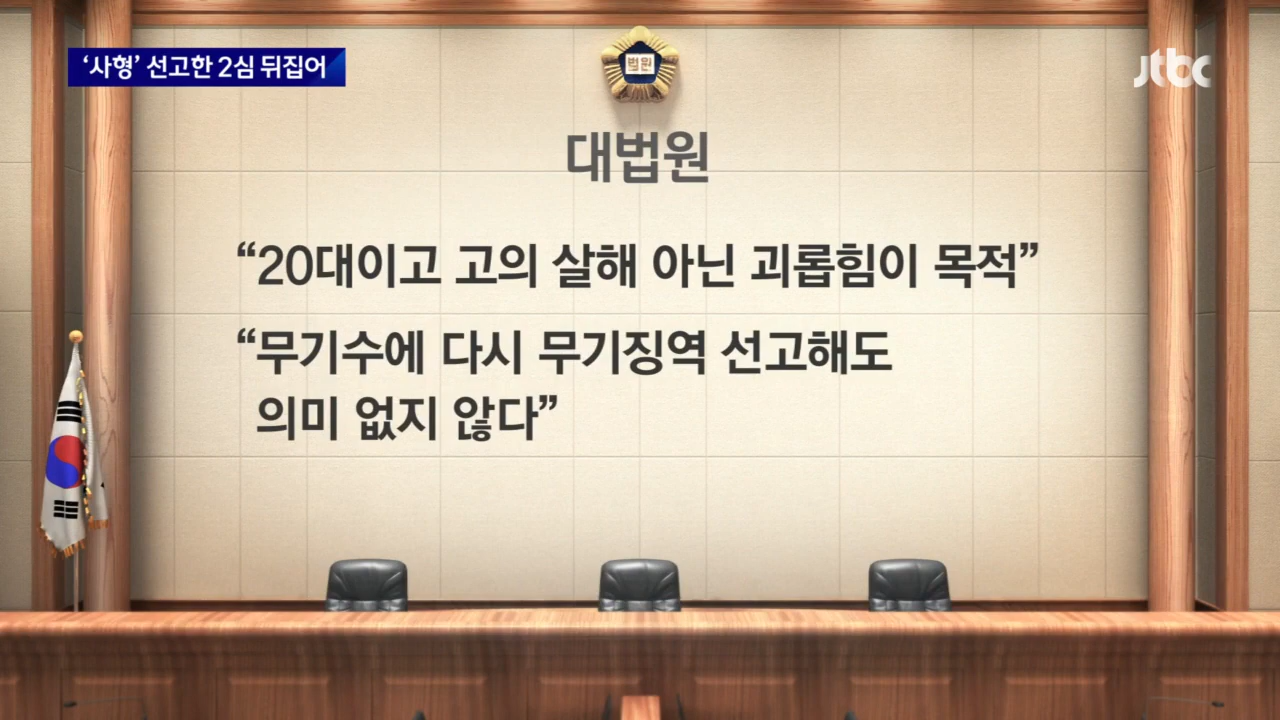 ‘사형’ 선고한 2심 뒤집어
jtbc
법원
대법원
“20대이고 고의 살해 아닌 괴롭힘이 목적”
“무기수에 다시 무기징역 선고해도
의미 없지 않다”